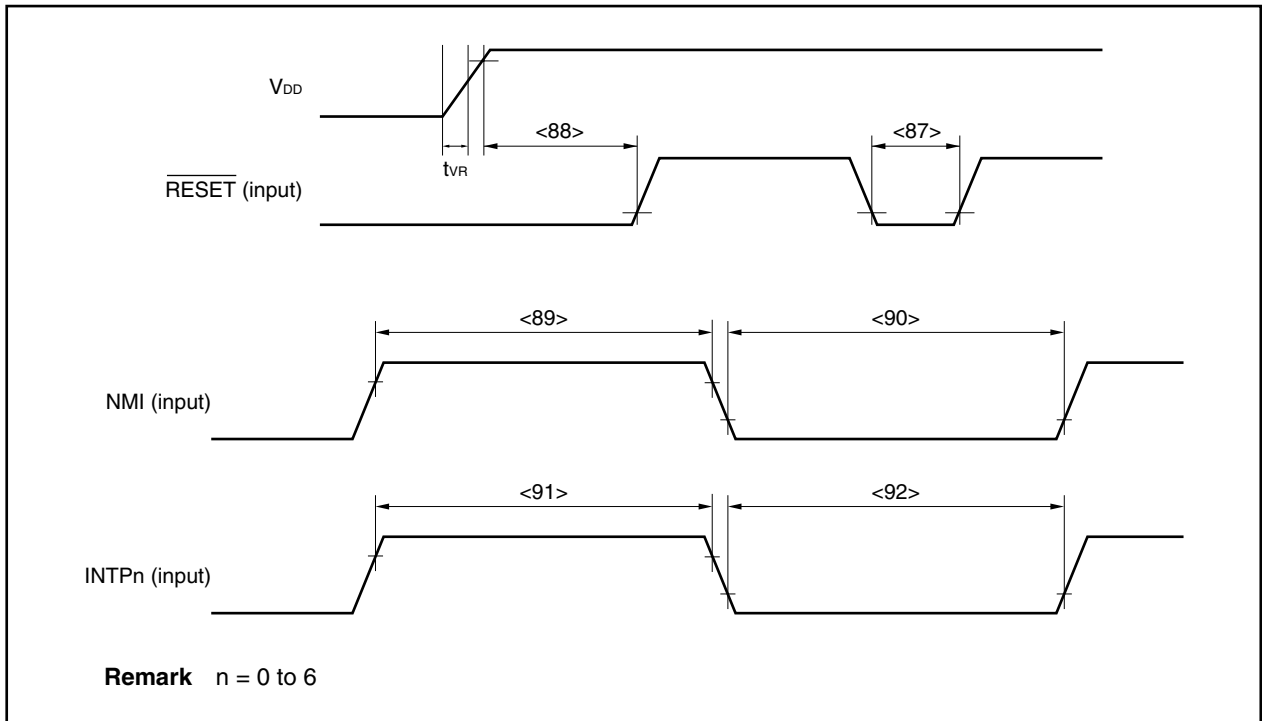 VDD
<88>
<87>
tVR
RESET (input)
<89>
<90>
NMI (input)
<91>
<92>
INTPn (input)
Remark n = 0 to 6